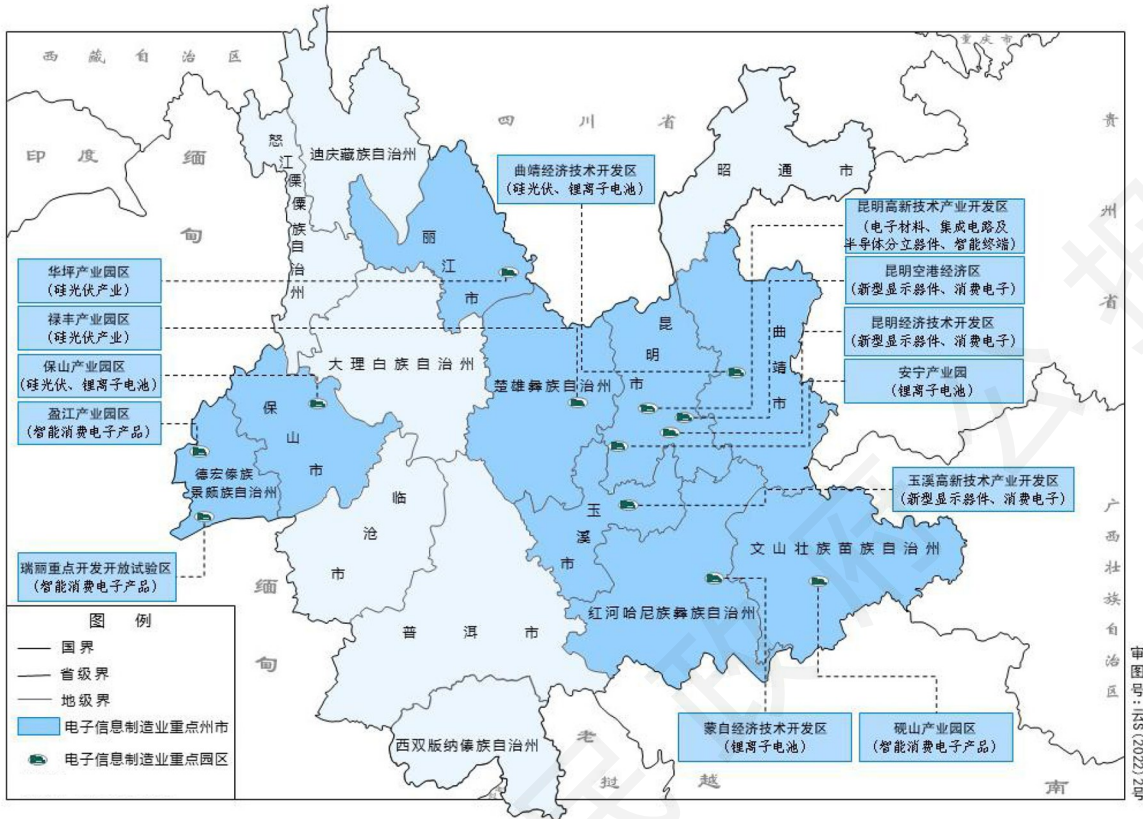 重庆市
西藏自治区
四川省
贵州省
印度
缅甸
怒江傈僳族自治州
迪庆藏族自治州
昭通市
曲靖经济技术开发区
(硅光伏、锂离子电池)
昆明高新技术产业开发区
(电子材料、集成电路及
半导体分立器件、智能终端)
丽江市
华坪产业园区
(硅光伏产业)
昆明空港经济区
(新型显示器件、消费电子)
禄丰产业园区
(硅光伏产业)
昆明经济技术开发区
(新型显示器件、消费电子)
昆明市
曲靖市
大理白族自治州
楚雄彝族自治州
保山产业园区
(硅光伏、锂离子电池)
安宁产业园
(锂离子电池)
盈江产业园区
(智能消费电子产品)
保山市
德宏傣族
景颇族自治州
玉溪高新技术产业开发区
(新型显示器件、消费电子)
临沧市
玉溪市
文山壮族苗族自治州
广西壮族自治区
瑞丽重点开发开放试验区
(智能消费电子产品)
缅甸
红河哈尼族彝族自治州
普洱市
图例
国界
省级界
地级界
电子信息制造业重点州市
电子信息制造业重点园区
西双版纳傣族自治州
老挝
越南
蒙自经济技术开发区
(锂离子电池)
砚山产业园区
(智能消费电子产品)
审图号:云S(2022)2号